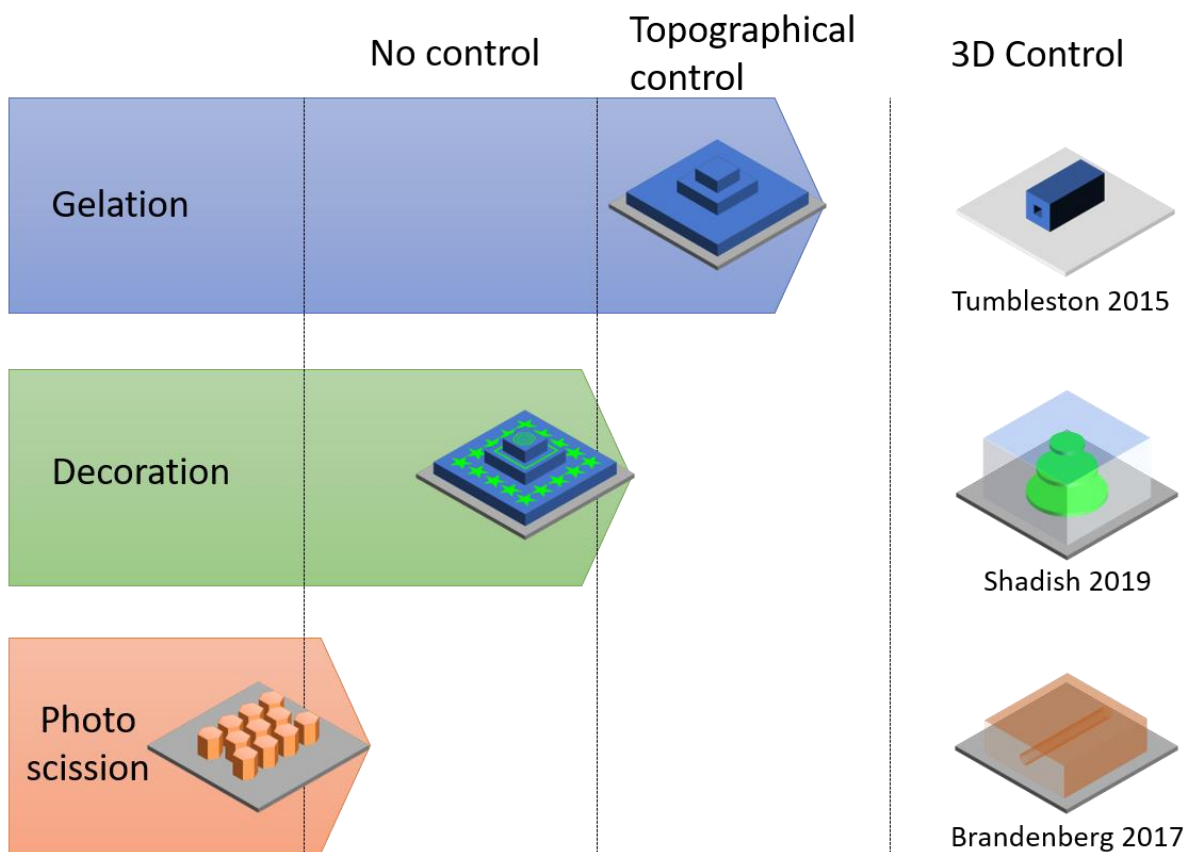 No control
Topographical
control
3D Control
Gelation
Tumbleston 2015
Decoration
Shadish 2019
Photo
scission
Brandenberg 2017